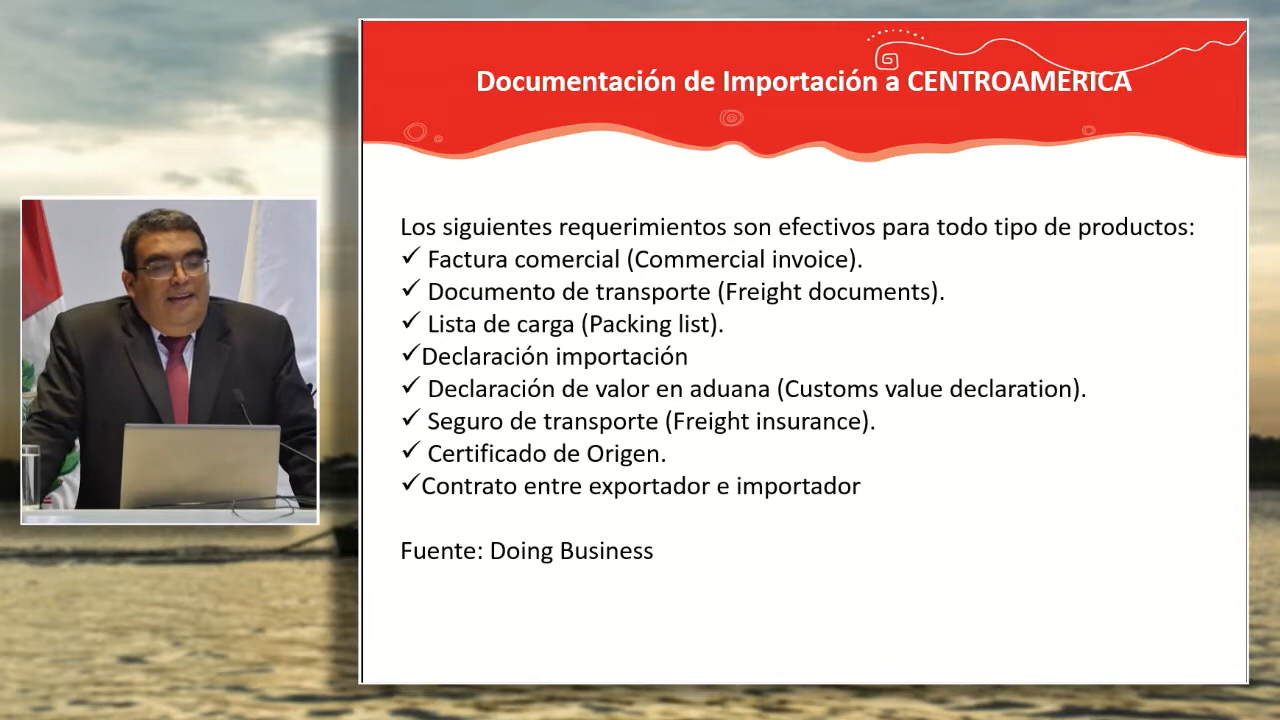 Documentación de Importación a CENTROAMERICA
Los siguientes requerimientos son efectivos para todo tipo de productos:
✓ Factura comercial (Commercial invoice).
✓ Documento de transporte (Freight documents).
✓ Lista de carga (Packing list).
✓Declaración importación
✓ Declaración de valor en aduana (Customs value declaration).
✓ Seguro de transporte (Freight insurance).
✓ Certificado de Origen.
✓Contrato entre exportador e importador
Fuente: Doing Business